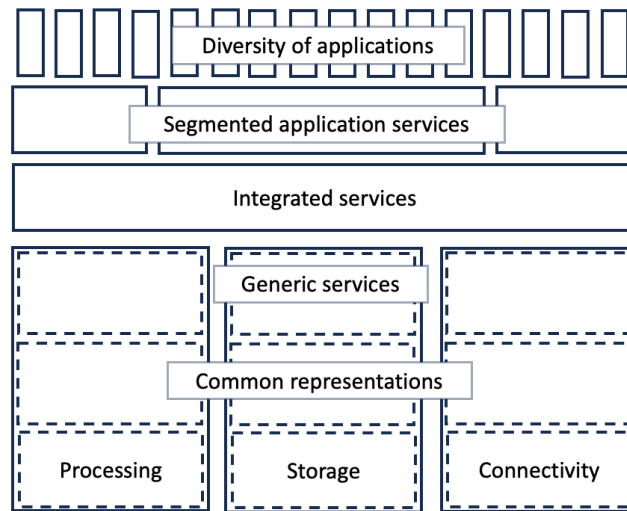 Diversity of applications
Segmented application services
Integrated services
Generic services
Common representations
Processing
Storage
Connectivity